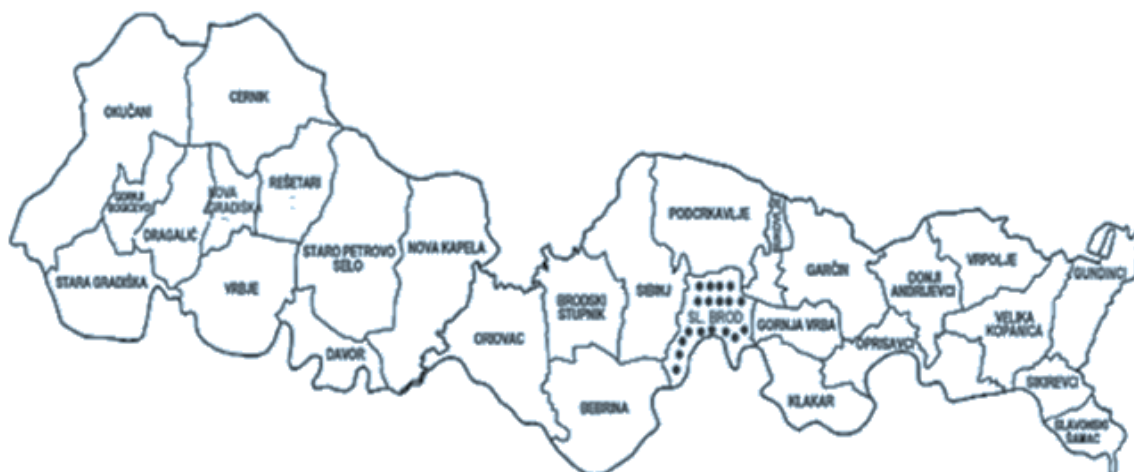 CERNIK
OKUČANI
REŠETARI
GORNJI
BOGIĆEVO
NOVA
GRADIŠKA
DRAGALIĆ
STARA GRADIŠKA
VRBJE
STARO PETROVO
SELO
NOVA KAPELA
DAVOR
ORIOVAC
BRODSKI
STUPNIK
SIBINJ
BEBRINA
PODCRKAVLJE
SL. BROD
GARČIN
GORNJA VRBA
KLAKAR
OPRISAVCI
DONJI
ANDRIJEVCI
VRPOLJE
VELIKA
KOPANICA
GUNDINCI
SIKIREVCI
SLAVONSKI
ŠAMAC